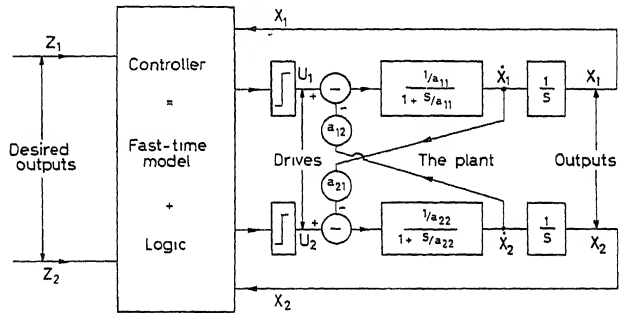 X₁
Z₁
Controller
=
Fast-time
model
+
Logic
Desired
outputs
Z₂
U₁
+
−
−
a₁₂
Drives
a₂₁
−
+
−
U₂
1/a₁₁
1 + S/a₁₁
Ẋ₁
1
S
X₁
The plant
Outputs
1/a₂₂
1 + S/a₂₂
Ẋ₂
1
S
X₂
X₂